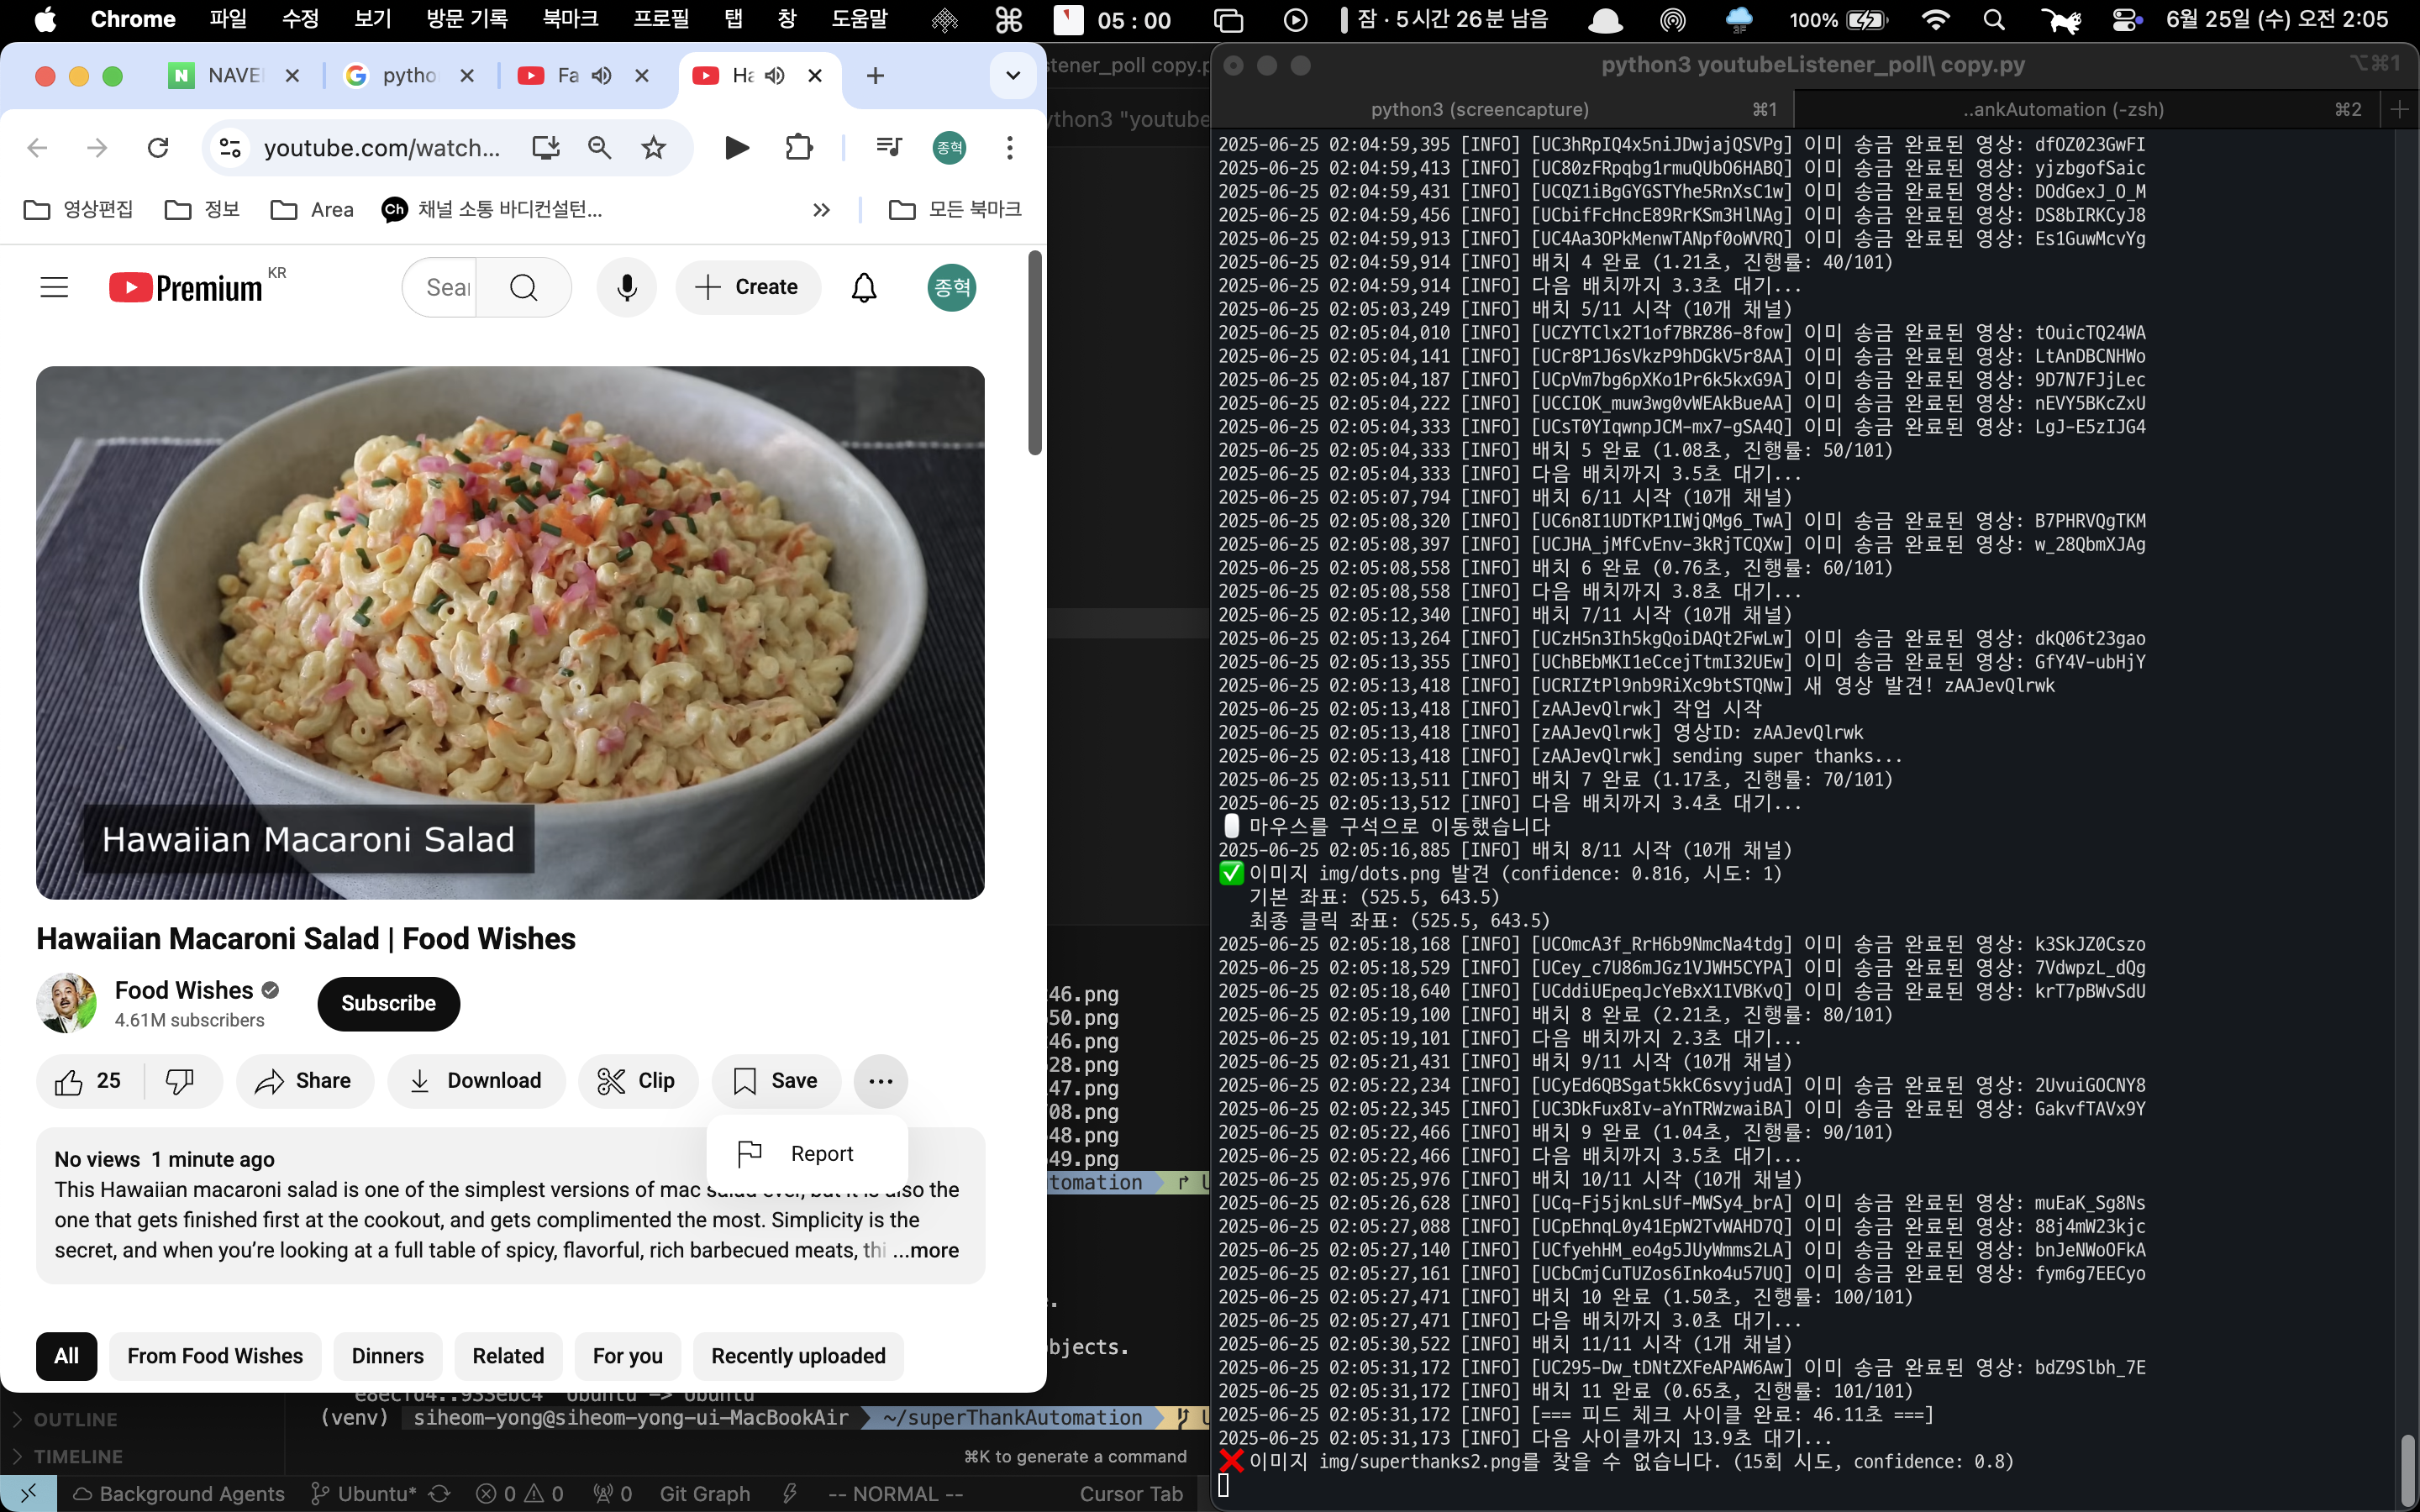 Chrome 파일 수정 보기 방문 기록 북마크 프로필 탭 창 도움말 05 : 00 잠 · 5시간 26분 남음 100% 6월 25일 (수) 오전 2:05
NAVE pytho Fa Ha
youtube.com/watch... 종혁
영상편집 정보 Area Ch 채널 소통 바디컨설턴... » 모든 북마크
Premium KR Sear Create 종혁
Hawaiian Macaroni Salad
Hawaiian Macaroni Salad | Food Wishes
Food Wishes
4.61M subscribers
Subscribe
25 Share Download Clip Save ...
Report
No views 1 minute ago
This Hawaiian macaroni salad is one of the simplest versions of mac salad ever, but it is also the
one that gets finished first at the cookout, and gets complimented the most. Simplicity is the
secret, and when you're looking at a full table of spicy, flavorful, rich barbecued meats, thi ...more
All From Food Wishes Dinners Related For you Recently uploaded
stener_poll copy.p
ython3 "youtube
46.png
50.png
46.png
28.png
47.png
08.png
48.png
49.png
tomation
bjects.
e8ecfd4..933ebc4 Ubuntu -> Ubuntu
(venv) siheom-yong@siheom-yong-ui-MacBookAir ~/superThankAutomation
OUTLINE
TIMELINE
⌘K to generate a command
Background Agents Ubuntu* 0 0 0 Git Graph -- NORMAL -- Cursor Tab
python3 youtubeListener_poll\ copy.py ⌥⌘1
python3 (screencapture) ⌘1 ..ankAutomation (-zsh) ⌘2
2025-06-25 02:04:59,395 [INFO] [UC3hRpIQ4x5niJDwjajQSVPg] 이미 송금 완료된 영상: dfOZ023GwFI
2025-06-25 02:04:59,413 [INFO] [UC80zFRpqbg1rmuQUbO6HABQ] 이미 송금 완료된 영상: yjzbgofSaic
2025-06-25 02:04:59,431 [INFO] [UCQZ1iBgGYGSTYhe5RnXsC1w] 이미 송금 완료된 영상: DOdGexJ_O_M
2025-06-25 02:04:59,456 [INFO] [UCbifFcHncE89RrKSm3HlNAg] 이미 송금 완료된 영상: DS8bIRKCyJ8
2025-06-25 02:04:59,913 [INFO] [UC4Aa3OPkMenwTANpf0oWVRQ] 이미 송금 완료된 영상: Es1GuwMcvYg
2025-06-25 02:04:59,914 [INFO] 배치 4 완료 (1.21초, 진행률: 40/101)
2025-06-25 02:04:59,914 [INFO] 다음 배치까지 3.3초 대기...
2025-06-25 02:05:03,249 [INFO] 배치 5/11 시작 (10개 채널)
2025-06-25 02:05:04,010 [INFO] [UCZYTClx2T1of7BRZ86-8fow] 이미 송금 완료된 영상: tOuicTQ24WA
2025-06-25 02:05:04,141 [INFO] [UCr8P1J6sVkzP9hDGkV5r8AA] 이미 송금 완료된 영상: LtAnDBCNHWo
2025-06-25 02:05:04,187 [INFO] [UCpVm7bg6pXKo1Pr6k5kxG9A] 이미 송금 완료된 영상: 9D7N7FJjLec
2025-06-25 02:05:04,222 [INFO] [UCCIOK_muw3wg0vWEAkBueAA] 이미 송금 완료된 영상: nEVY5BKcZxU
2025-06-25 02:05:04,333 [INFO] [UCsT0YIqwnpJCM-mx7-gSA4Q] 이미 송금 완료된 영상: LgJ-E5zIJG4
2025-06-25 02:05:04,333 [INFO] 배치 5 완료 (1.08초, 진행률: 50/101)
2025-06-25 02:05:04,333 [INFO] 다음 배치까지 3.5초 대기...
2025-06-25 02:05:07,794 [INFO] 배치 6/11 시작 (10개 채널)
2025-06-25 02:05:08,320 [INFO] [UC6n8I1UDTKP1IWjQMg6_TwA] 이미 송금 완료된 영상: B7PHRVQgTKM
2025-06-25 02:05:08,397 [INFO] [UCJHA_jMfCvEnv-3kRjTCQXw] 이미 송금 완료된 영상: w_28QbmXJAg
2025-06-25 02:05:08,558 [INFO] 배치 6 완료 (0.76초, 진행률: 60/101)
2025-06-25 02:05:08,558 [INFO] 다음 배치까지 3.8초 대기...
2025-06-25 02:05:12,340 [INFO] 배치 7/11 시작 (10개 채널)
2025-06-25 02:05:13,264 [INFO] [UCzH5n3Ih5kgQoiDAQt2FwLw] 이미 송금 완료된 영상: dkQ06t23gao
2025-06-25 02:05:13,355 [INFO] [UChBEbMKI1eCcejTtmI32UEw] 이미 송금 완료된 영상: GfY4V-ubHjY
2025-06-25 02:05:13,418 [INFO] [UCRIZtPl9nb9RiXc9btSTQNw] 새 영상 발견! zAAJevQlrwk
2025-06-25 02:05:13,418 [INFO] [zAAJevQlrwk] 작업 시작
2025-06-25 02:05:13,418 [INFO] [zAAJevQlrwk] 영상ID: zAAJevQlrwk
2025-06-25 02:05:13,418 [INFO] [zAAJevQlrwk] sending super thanks...
2025-06-25 02:05:13,511 [INFO] 배치 7 완료 (1.17초, 진행률: 70/101)
2025-06-25 02:05:13,512 [INFO] 다음 배치까지 3.4초 대기...
마우스를 구석으로 이동했습니다
2025-06-25 02:05:16,885 [INFO] 배치 8/11 시작 (10개 채널)
✅ 이미지 img/dots.png 발견 (confidence: 0.816, 시도: 1)
기본 좌표: (525.5, 643.5)
최종 클릭 좌표: (525.5, 643.5)
2025-06-25 02:05:18,168 [INFO] [UCOmcA3f_RrH6b9NmcNa4tdg] 이미 송금 완료된 영상: k3SkJZ0Cszo
2025-06-25 02:05:18,529 [INFO] [UCey_c7U86mJGz1VJWH5CYPA] 이미 송금 완료된 영상: 7VdwpzL_dQg
2025-06-25 02:05:18,640 [INFO] [UCddiUEpeqJcYeBxX1IVBKvQ] 이미 송금 완료된 영상: krT7pBWvSdU
2025-06-25 02:05:19,100 [INFO] 배치 8 완료 (2.21초, 진행률: 80/101)
2025-06-25 02:05:19,101 [INFO] 다음 배치까지 2.3초 대기...
2025-06-25 02:05:21,431 [INFO] 배치 9/11 시작 (10개 채널)
2025-06-25 02:05:22,234 [INFO] [UCyEd6QBSgat5kkC6svyjudA] 이미 송금 완료된 영상: 2UvuiGOCNY8
2025-06-25 02:05:22,345 [INFO] [UC3DkFux8Iv-aYnTRWzwaiBA] 이미 송금 완료된 영상: GakvfTAVx9Y
2025-06-25 02:05:22,466 [INFO] 배치 9 완료 (1.04초, 진행률: 90/101)
2025-06-25 02:05:22,466 [INFO] 다음 배치까지 3.5초 대기...
2025-06-25 02:05:25,976 [INFO] 배치 10/11 시작 (10개 채널)
2025-06-25 02:05:26,628 [INFO] [UCq-Fj5jknLsUf-MWSy4_brA] 이미 송금 완료된 영상: muEaK_Sg8Ns
2025-06-25 02:05:27,088 [INFO] [UCpEhnqL0y41EpW2TvWAHD7Q] 이미 송금 완료된 영상: 88j4mW23kjc
2025-06-25 02:05:27,140 [INFO] [UCfyehHM_eo4g5JUyWmms2LA] 이미 송금 완료된 영상: bnJeNWoOFkA
2025-06-25 02:05:27,161 [INFO] [UCbCmjCuTUZos6Inko4u57UQ] 이미 송금 완료된 영상: fym6g7EECyo
2025-06-25 02:05:27,471 [INFO] 배치 10 완료 (1.50초, 진행률: 100/101)
2025-06-25 02:05:27,471 [INFO] 다음 배치까지 3.0초 대기...
2025-06-25 02:05:30,522 [INFO] 배치 11/11 시작 (1개 채널)
2025-06-25 02:05:31,172 [INFO] [UC295-Dw_tDNtZXFeAPAW6Aw] 이미 송금 완료된 영상: bdZ9Slbh_7E
2025-06-25 02:05:31,172 [INFO] 배치 11 완료 (0.65초, 진행률: 101/101)
2025-06-25 02:05:31,172 [INFO] [=== 피드 체크 사이클 완료: 46.11초 ===]
2025-06-25 02:05:31,173 [INFO] 다음 사이클까지 13.9초 대기...
❌ 이미지 img/superthanks2.png를 찾을 수 없습니다. (15회 시도, confidence: 0.8)